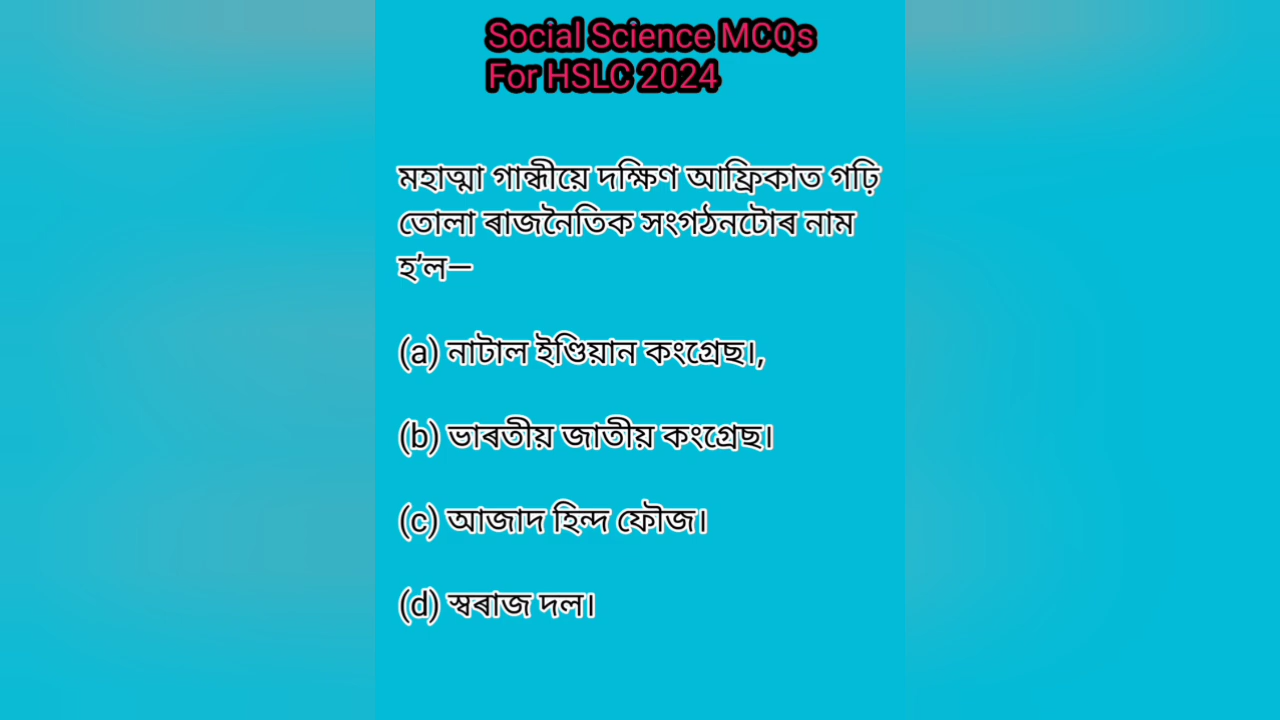 Social Science MCQs
For HSLC 2024
মহাত্মা গান্ধীয়ে দক্ষিণ আফ্ৰিকাত গঢ়ি
তোলা ৰাজনৈতিক সংগঠনটোৰ নাম
হ’ল—
(a) নাটাল ইণ্ডিয়ান কংগ্ৰেছ।,
(b) ভাৰতীয় জাতীয় কংগ্ৰেছ।
(c) আজাদ হিন্দ ফৌজ।
(d) স্বৰাজ দল।